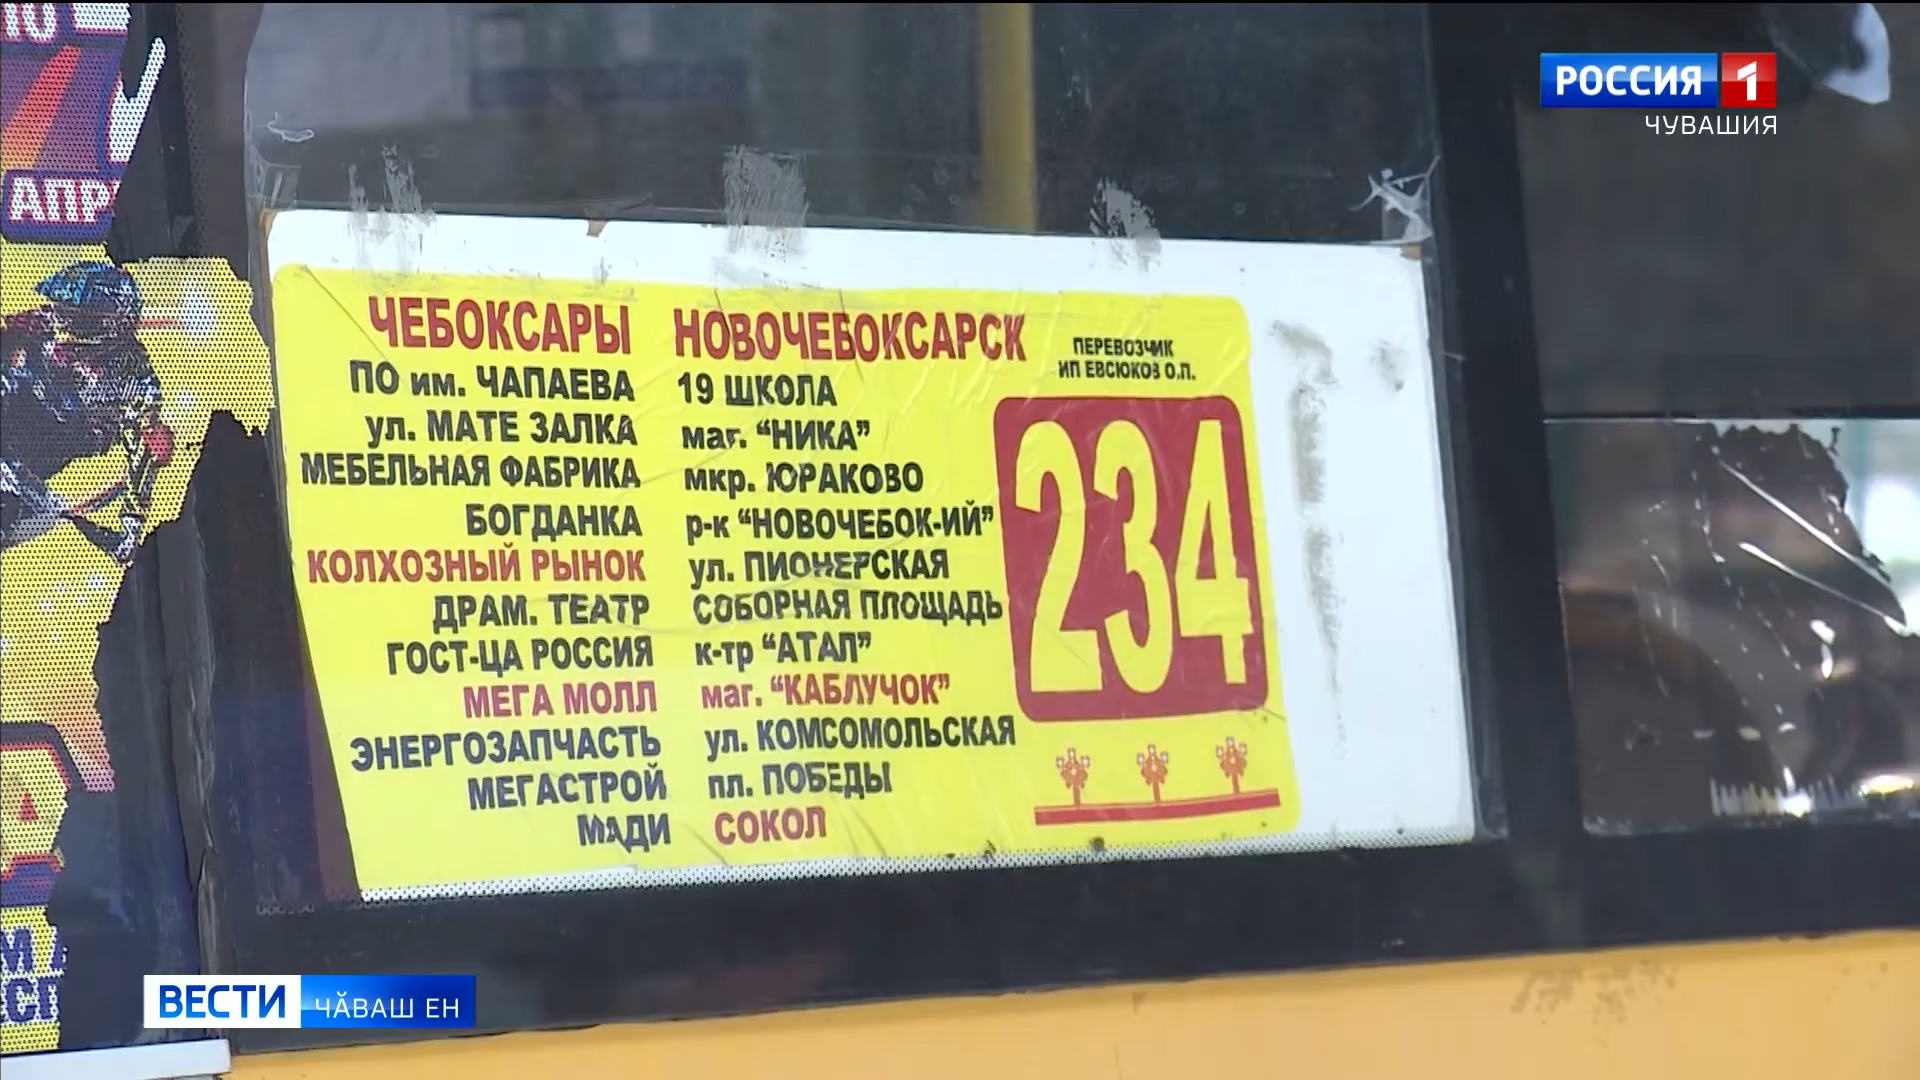 РОССИЯ 1
ЧУВАШИЯ
АПР
ЧЕБОКСАРЫ НОВОЧЕБОКСАРСК
ПЕРЕВОЗЧИК
ИП ЕВСЮКОВ О.П.
ПО им. ЧАПАЕВА 19 ШКОЛА
ул. МАТЕ ЗАЛКА маг. “НИКА”
МЕБЕЛЬНАЯ ФАБРИКА мкр. ЮРАКОВО
БОГДАНКА р-к “НОВОЧЕБОК-ИЙ”
КОЛХОЗНЫЙ РЫНОК ул. ПИОНЕРСКАЯ
ДРАМ. ТЕАТР СОБОРНАЯ ПЛОЩАДЬ
ГОСТ-ЦА РОССИЯ к-тр “АТАЛ”
МЕГА МОЛЛ маг. “КАБЛУЧОК”
ЭНЕРГОЗАПЧАСТЬ ул. КОМСОМОЛЬСКАЯ
МЕГАСТРОЙ пл. ПОБЕДЫ
МАДИ СОКОЛ
234
ВЕСТИ ЧӐВАШ ЕН